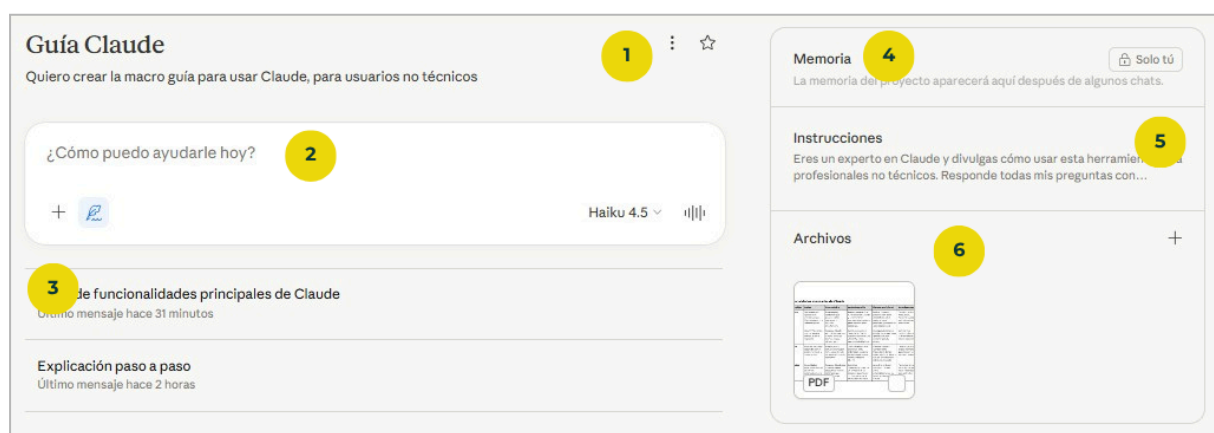 Guía Claude
1
Quiero crear la macro guía para usar Claude, para usuarios no técnicos
¿Cómo puedo ayudarle hoy?
2
Haiku 4.5
3
de funcionalidades principales de Claude
Último mensaje hace 31 minutos
Explicación paso a paso
Último mensaje hace 2 horas
Memoria
4
Solo tú
La memoria del proyecto aparecerá aquí después de algunos chats.
Instrucciones
5
Eres un experto en Claude y divulgas cómo usar esta
profesionales no técnicos. Responde todas mis preguntas con...
Archivos
6
PDF